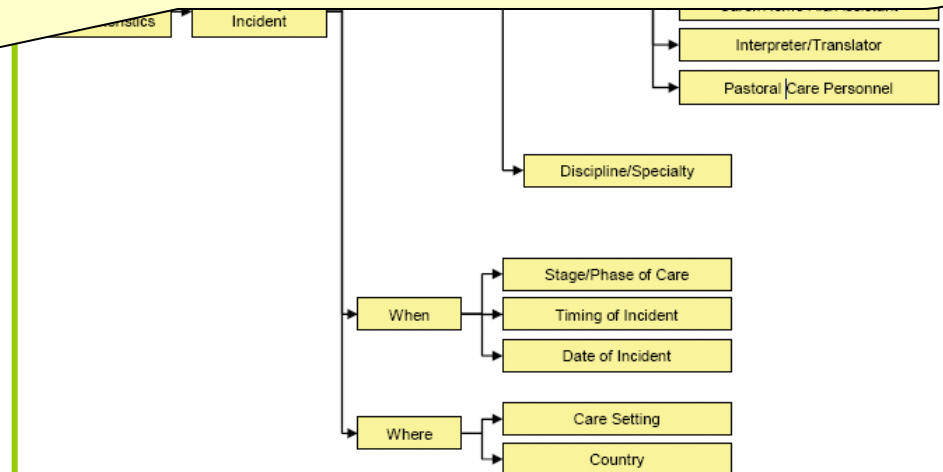 Incident
Interpreter/Translator
Pastoral Care Personnel
Discipline/Specialty
Stage/Phase of Care
When
Timing of Incident
Date of Incident
Care Setting
Where
Country